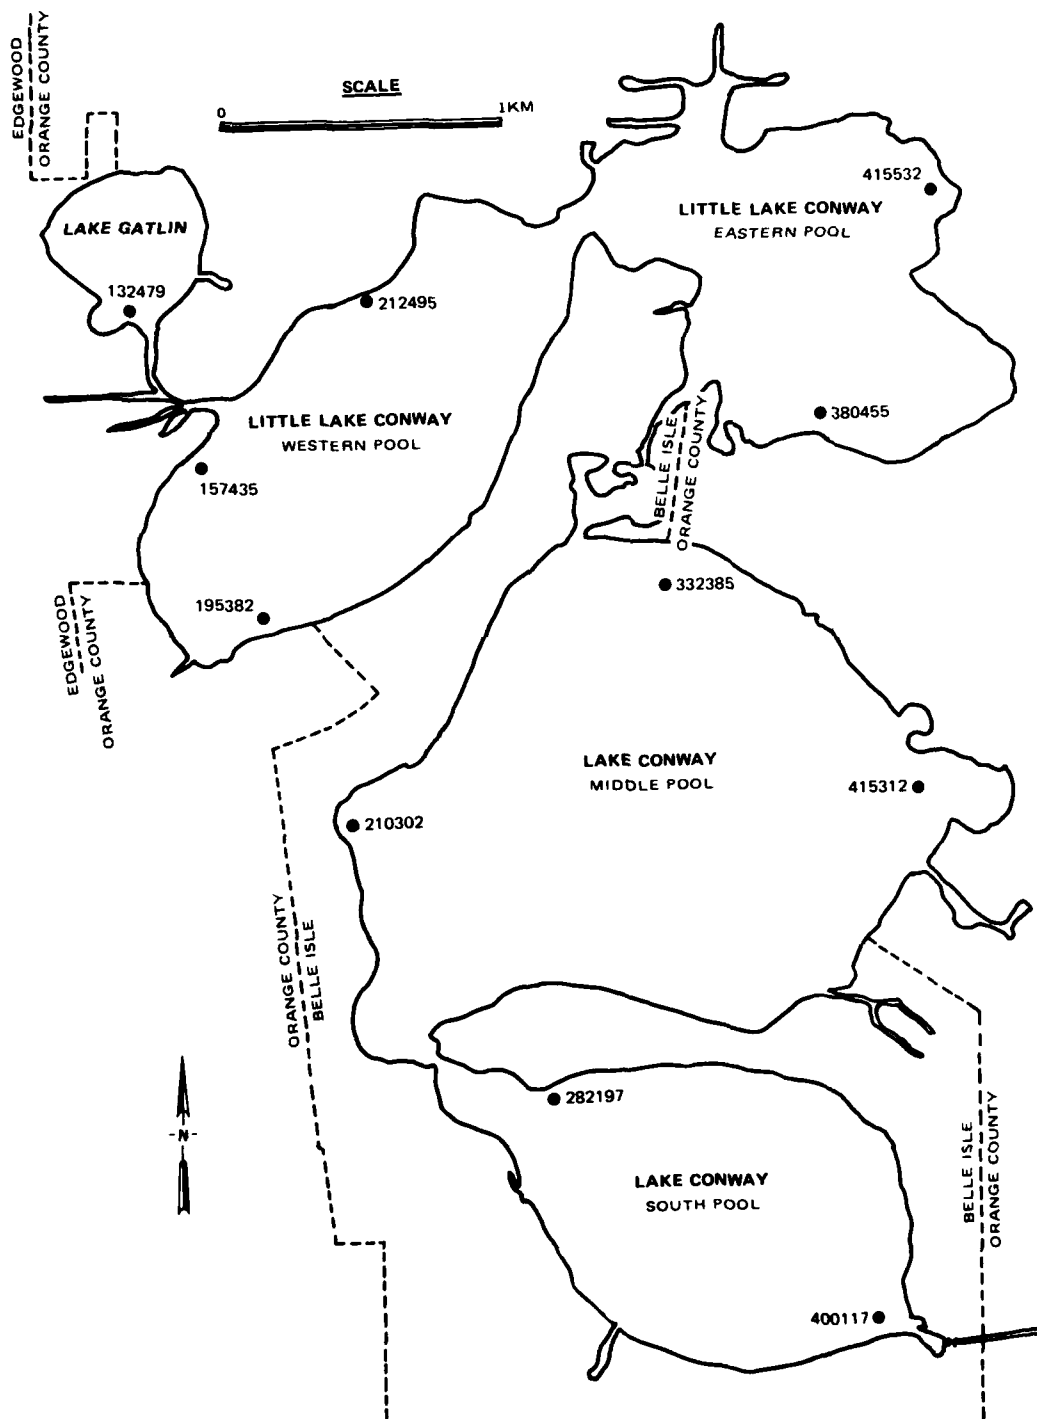 EDGEWOOD
ORANGE COUNTY
SCALE
0
1KM
415532
LITTLE LAKE CONWAY
EASTERN POOL
LAKE GATLIN
132479
212495
LITTLE LAKE CONWAY
WESTERN POOL
380455
BELLE ISLE
ORANGE COUNTY
157435
332385
195382
EDGEWOOD
ORANGE COUNTY
LAKE CONWAY
MIDDLE POOL
415312
210302
ORANGE COUNTY
BELLE ISLE
282197
-N-
LAKE CONWAY
SOUTH POOL
BELLE ISLE
ORANGE COUNTY
400117